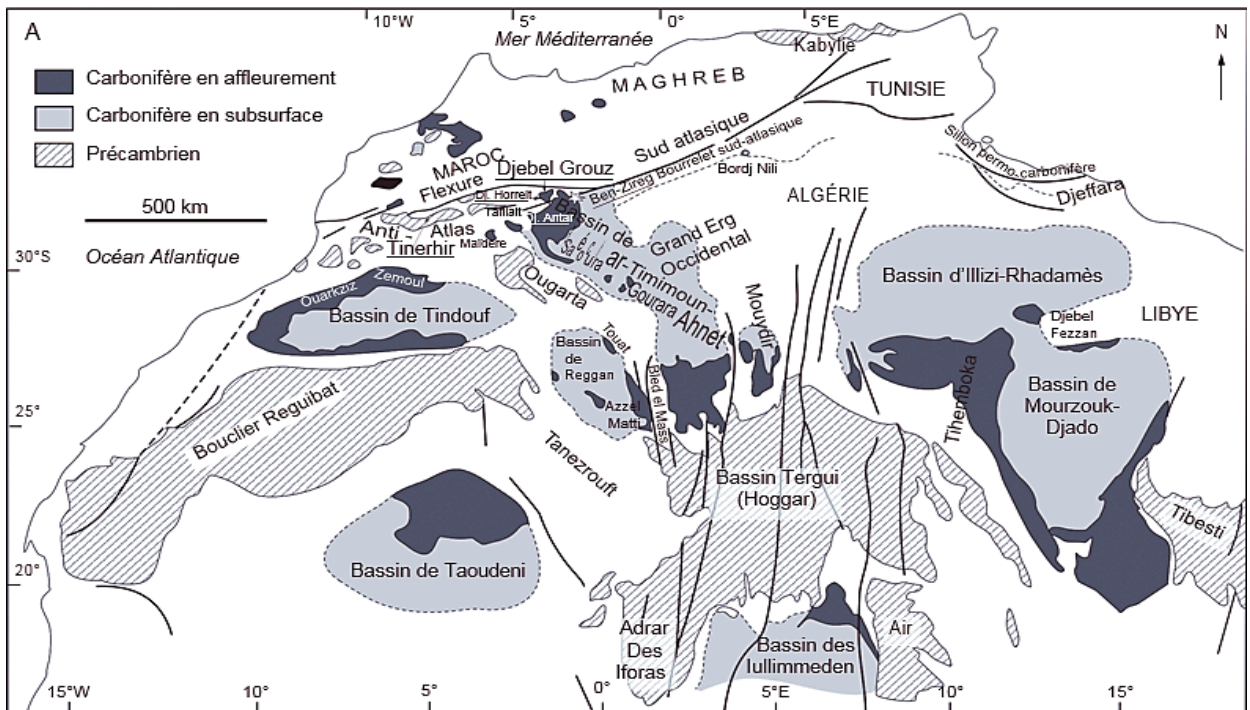 10°W
5°
0°
5°E
A
Mer Méditerranée
N
Kabylie
Carbonifère en affleurement
MAGHREB
TUNISIE
Carbonifère en subsurface
Sillon permo-carbonifère
Précambrien
Sud atlasique
MAROC
Djebel Grouz
Ben-Zireg Bourrelet sud-atlasique
Bordj Nili
Flexure
Djeffara
500 km
Dj. Horreit
ALGÉRIE
Tafilalt
Dj. Antar
Anti - Atlas
Maïdère
Tinerhir
Océan Atlantique
Bassin de
Grand Erg
Occidental
30°S
Ougarta
ar-Timimoun-
Gourara
Ahnet
Mouydir
Bassin d'Illizi-Rhadamès
Ouarkziz
Zemoul
Bassin de Tindouf
Djebel
Fezzan
LIBYE
Touat
Bassin
de
Reggan
Bled el Mass
Azzel
Matti
Bassin de
Mourzouk-
Djado
25°
Bouclier Reguibat
Tihemboka
Tanezrouft
Bassin Tergui
(Hoggar)
Tibesti
20°
Bassin de Taoudeni
Adrar
Des
Iforas
Bassin des
Iullimmeden
Air
15°W
10°
5°
0°
5°E
10°
15°